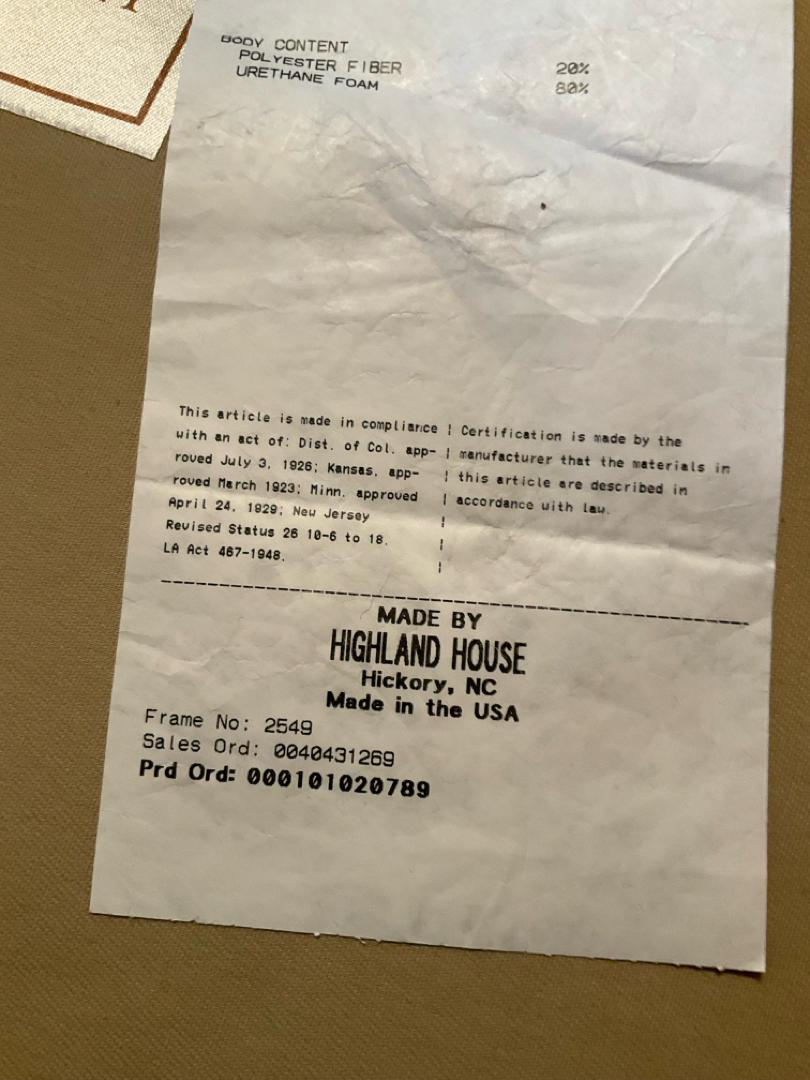 BODY CONTENT
POLYESTER FIBER 20%
URETHANE FOAM 80%
This article is made in compliance
with an act of: Dist. of Col. app-
roved July 3, 1926; Kansas, app-
roved March 1923; Minn. approved
April 24, 1929; New Jersey
Revised Status 26 10-6 to 18.
LA Act 467-1948.
Certification is made by the
manufacturer that the materials in
this article are described in
accordance with law.
MADE BY
HIGHLAND HOUSE
Hickory, NC
Made in the USA
Frame No: 2549
Sales Ord: 0040431269
Prd Ord: 000101020789